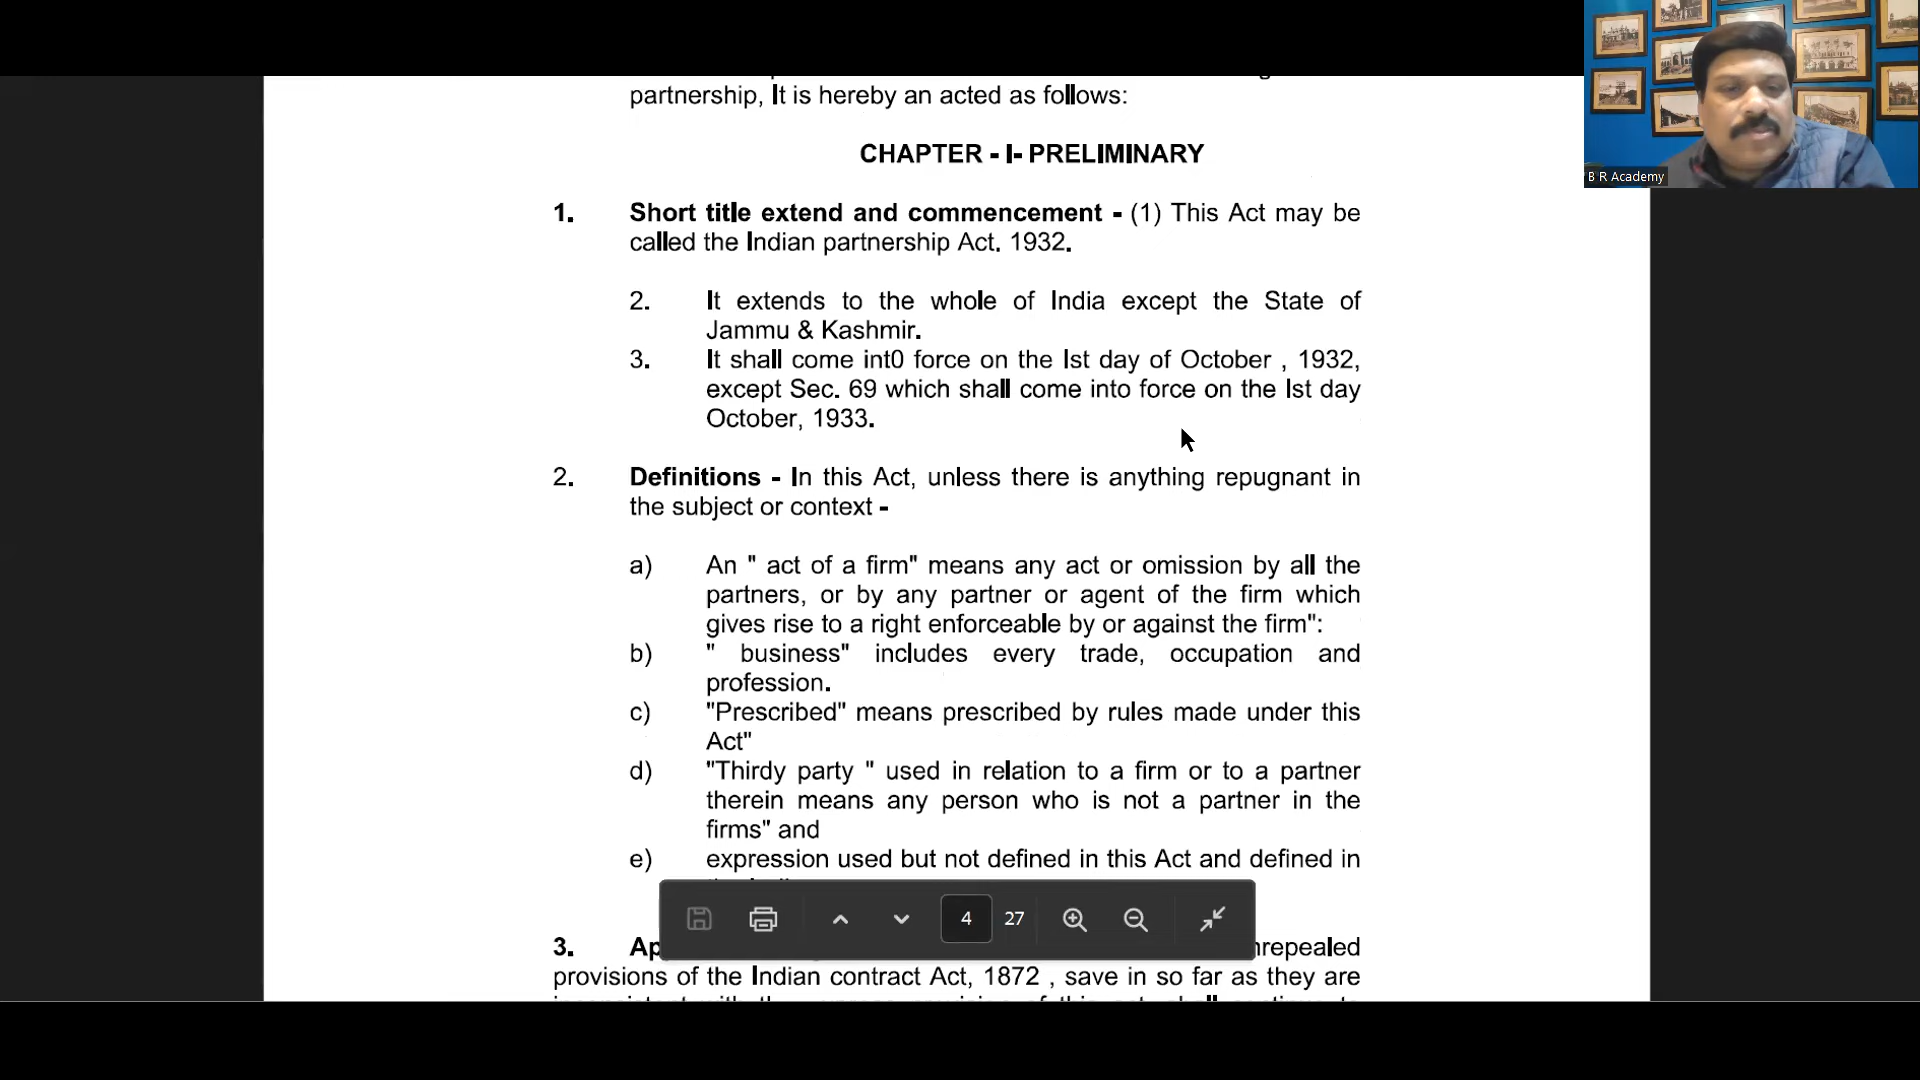 partnership, It is hereby an acted as follows:
CHAPTER - I- PRELIMINARY
1. Short title extend and commencement - (1) This Act may be
called the Indian partnership Act. 1932.
2. It extends to the whole of India except the State of
Jammu & Kashmir.
3. It shall come int0 force on the Ist day of October , 1932,
except Sec. 69 which shall come into force on the Ist day
October, 1933.
2. Definitions - In this Act, unless there is anything repugnant in
the subject or context -
a) An " act of a firm" means any act or omission by all the
partners, or by any partner or agent of the firm which
gives rise to a right enforceable by or against the firm":
b) " business" includes every trade, occupation and
profession.
c) "Prescribed" means prescribed by rules made under this
Act"
d) "Thirdy party " used in relation to a firm or to a partner
therein means any person who is not a partner in the
firms" and
e) expression used but not defined in this Act and defined in
4 27
3. Ap nrepealed
provisions of the Indian contract Act, 1872 , save in so far as they are
B R Academy